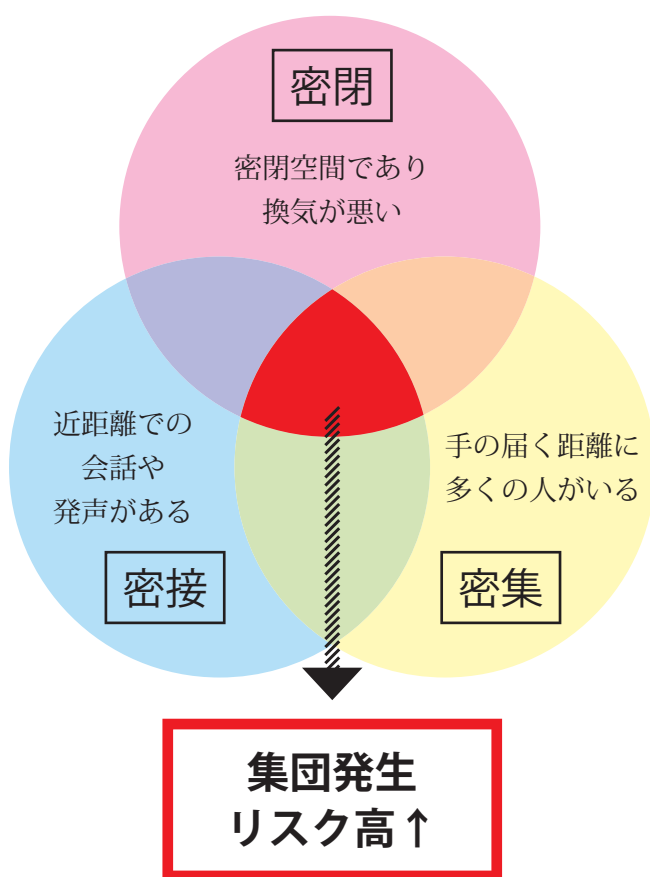 密閉
密閉空間であり
換気が悪い
近距離での
会話や
発声がある
密接
手の届く距離に
多くの人がいる
密集
集団発生
リスク高↑